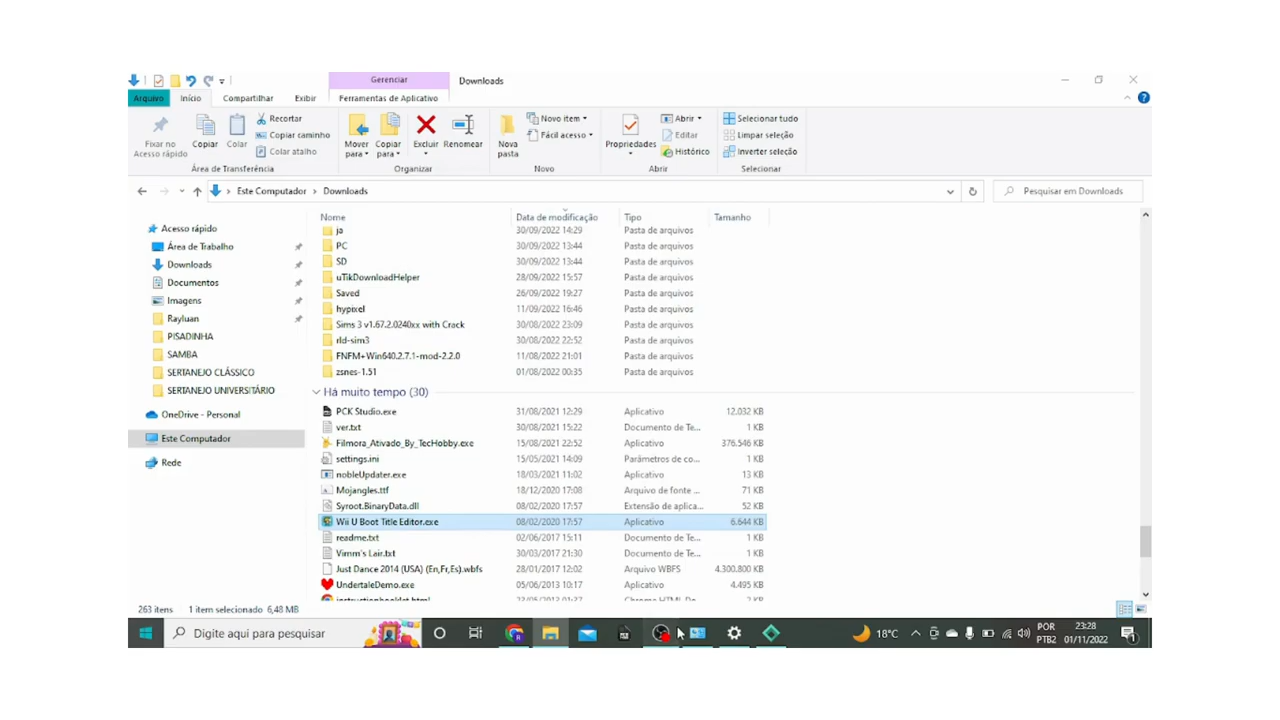 Gerenciar
Downloads
Arquivo
Início
Compartilhar
Exibir
Ferramentas de Aplicativo
Fixar no
Acesso rápido
Copiar
Colar
Recortar
Copiar caminho
Colar atalho
Área de Transferência
Mover
para
Copiar
para
Excluir
Renomear
Organizar
Nova
pasta
Novo item
Fácil acesso
Novo
Propriedades
Abrir
Editar
Histórico
Abrir
Selecionar tudo
Limpar seleção
Inverter seleção
Selecionar
Este Computador > Downloads
Pesquisar em Downloads
Acesso rápido
Área de Trabalho
Downloads
Documentos
Imagens
Rayluan
PISADINHA
SAMBA
SERTANEJO CLÁSSICO
SERTANEJO UNIVERSITÁRIO
OneDrive - Personal
Este Computador
Rede
Nome Data de modificação Tipo Tamanho
ja 30/09/2022 14:29 Pasta de arquivos
PC 30/09/2022 13:44 Pasta de arquivos
SD 30/09/2022 13:44 Pasta de arquivos
uTikDownloadHelper 28/09/2022 15:57 Pasta de arquivos
Saved 26/09/2022 19:27 Pasta de arquivos
hypixel 11/09/2022 16:46 Pasta de arquivos
Sims 3 v1.67.2.0240xx with Crack 30/08/2022 23:09 Pasta de arquivos
rld-sim3 30/08/2022 22:52 Pasta de arquivos
FNFM+Win640.2.7.1-mod-2.2.0 11/08/2022 21:01 Pasta de arquivos
zsnes-1.51 01/08/2022 00:35 Pasta de arquivos
Há muito tempo (30)
PCK Studio.exe 31/08/2021 12:29 Aplicativo 12.032 KB
ver.txt 30/08/2021 15:22 Documento de Te... 1 KB
Filmora_Ativado_By_TecHobby.exe 15/08/2021 22:52 Aplicativo 376.546 KB
settings.ini 15/05/2021 14:09 Parâmetros de co... 1 KB
nobleUpdater.exe 18/03/2021 11:02 Aplicativo 13 KB
Mojangles.ttf 18/12/2020 17:08 Arquivo de fonte ... 71 KB
Syroot.BinaryData.dll 08/02/2020 17:57 Extensão de aplica... 52 KB
Wii U Boot Title Editor.exe 08/02/2020 17:57 Aplicativo 6.644 KB
readme.txt 02/06/2017 15:11 Documento de Te... 1 KB
Vimm's Lair.txt 30/03/2017 21:30 Documento de Te... 1 KB
Just Dance 2014 (USA) (En,Fr,Es).wbfs 28/01/2017 12:02 Arquivo WBFS 4.300.800 KB
UndertaleDemo.exe 05/06/2013 10:17 Aplicativo 4.495 KB
263 itens 1 item selecionado 6,48 MB
Digite aqui para pesquisar
18°C
POR
PTB2
23:28
01/11/2022